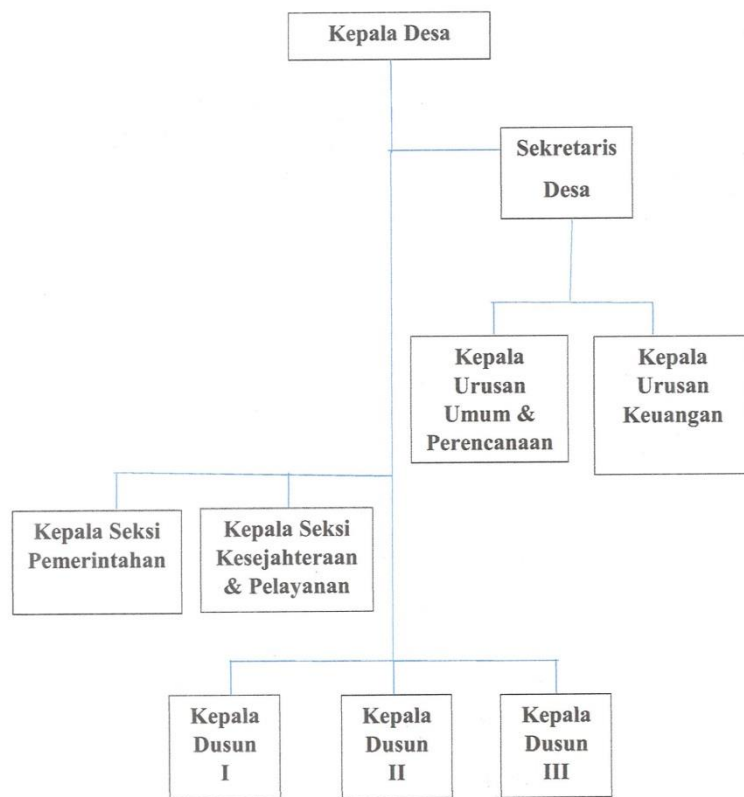 Kepala Desa
Sekretaris
Desa
Kepala
Urusan
Umum &
Perencanaan
Kepala
Urusan
Keuangan
Kepala Seksi
Pemerintahan
Kepala Seksi
Kesejahteraan
& Pelayanan
Kepala
Dusun
I
Kepala
Dusun
II
Kepala
Dusun
III